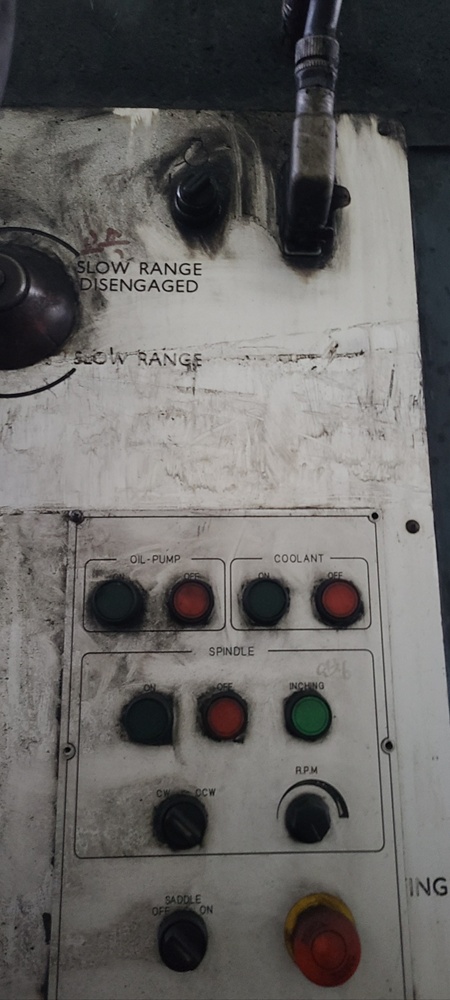 SLOW RANGE
DISENGAGED
SLOW RANGE
OIL-PUMP
COOLANT
ON
OFF
ON
OFF
SPINDLE
ON
OFF
INCHING
CW
CCW
R.P.M
SADDLE
OFF
ON
ING